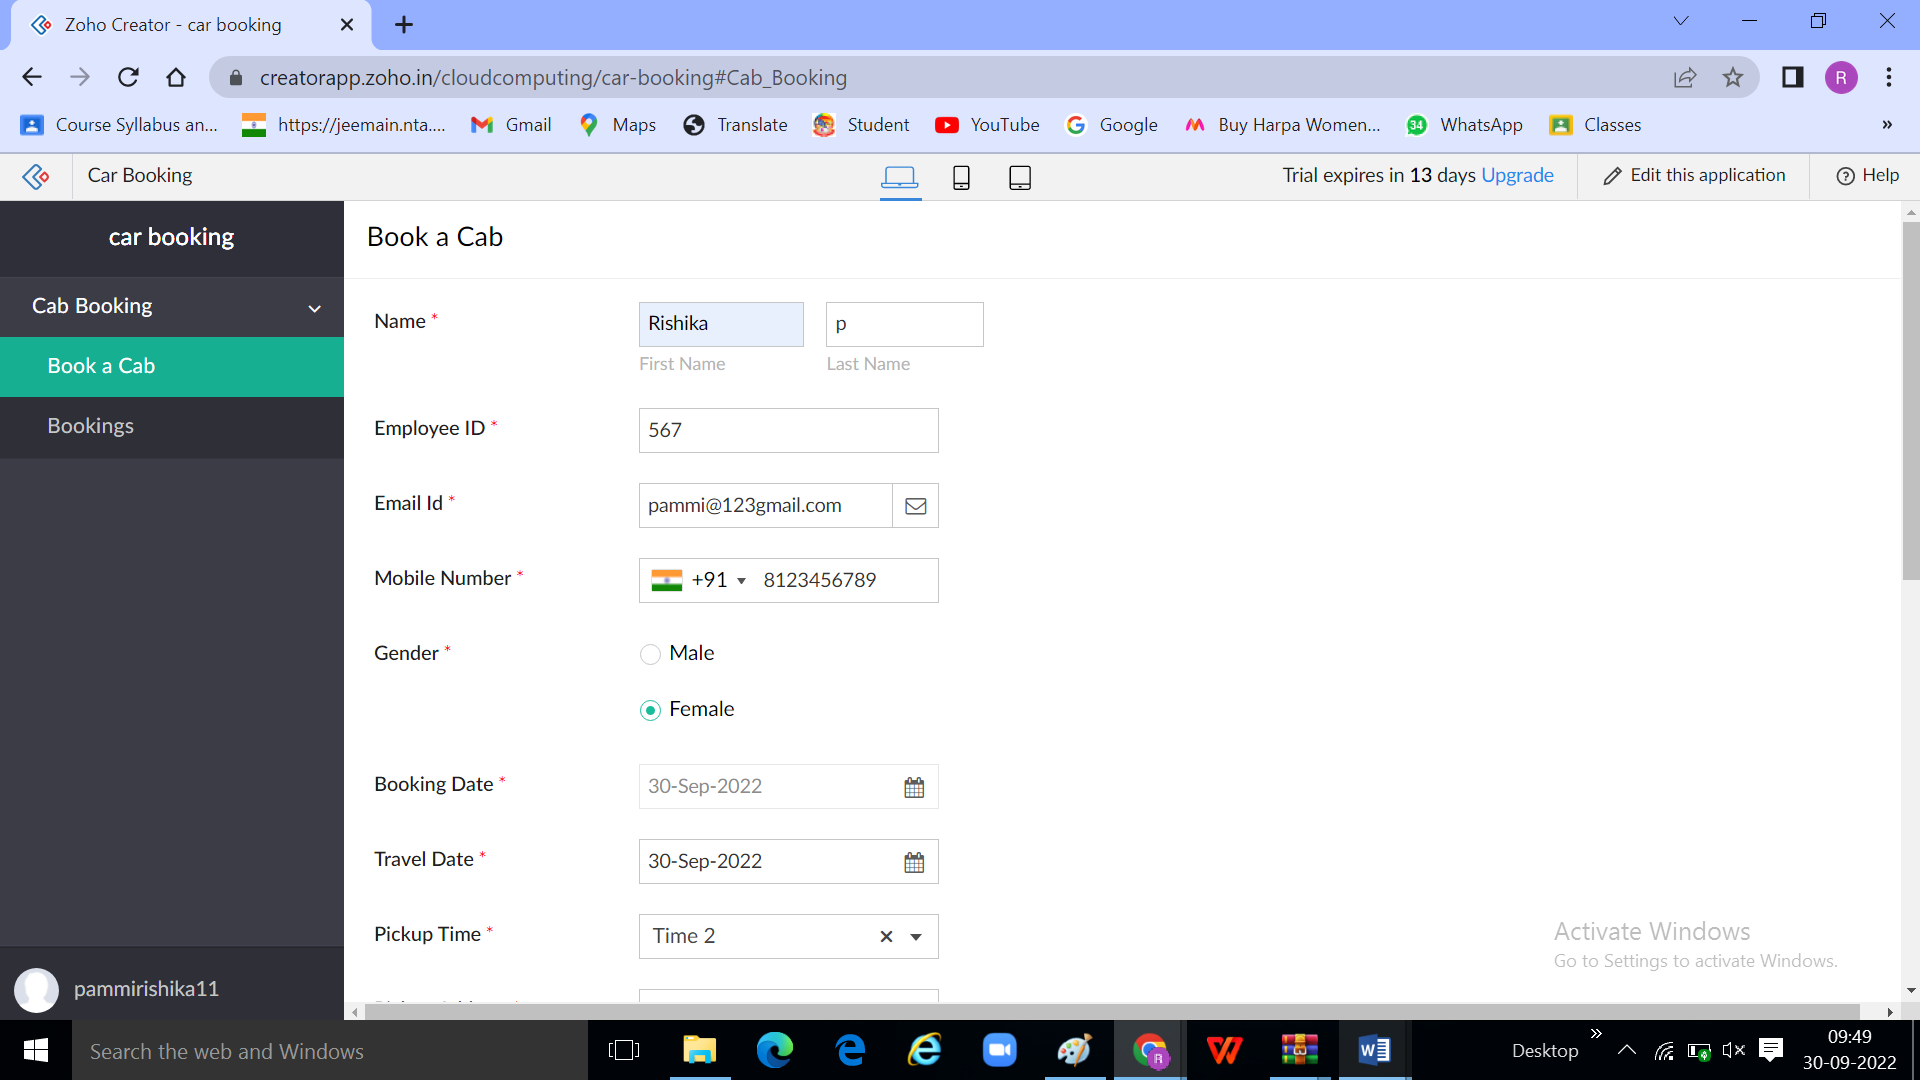 Zoho Creator - car booking
creatorapp.zoho.in/cloudcomputing/car-booking#Cab_Booking
R
Course Syllabus an... https://jeemain.nta.... Gmail Maps Translate Student YouTube Google Buy Harpa Women... 34 WhatsApp Classes »
Car Booking Trial expires in 13 days Upgrade Edit this application Help
car booking
Cab Booking
Book a Cab
Bookings
pammirishika11
Book a Cab
Name * Rishika p
First Name Last Name
Employee ID * 567
Email Id * pammi@123gmail.com
Mobile Number * +91 8123456789
Gender * Male
Female
Booking Date * 30-Sep-2022
Travel Date * 30-Sep-2022
Pickup Time * Time 2
Activate Windows
Go to Settings to activate Windows.
Search the web and Windows
Desktop
09:49
30-09-2022